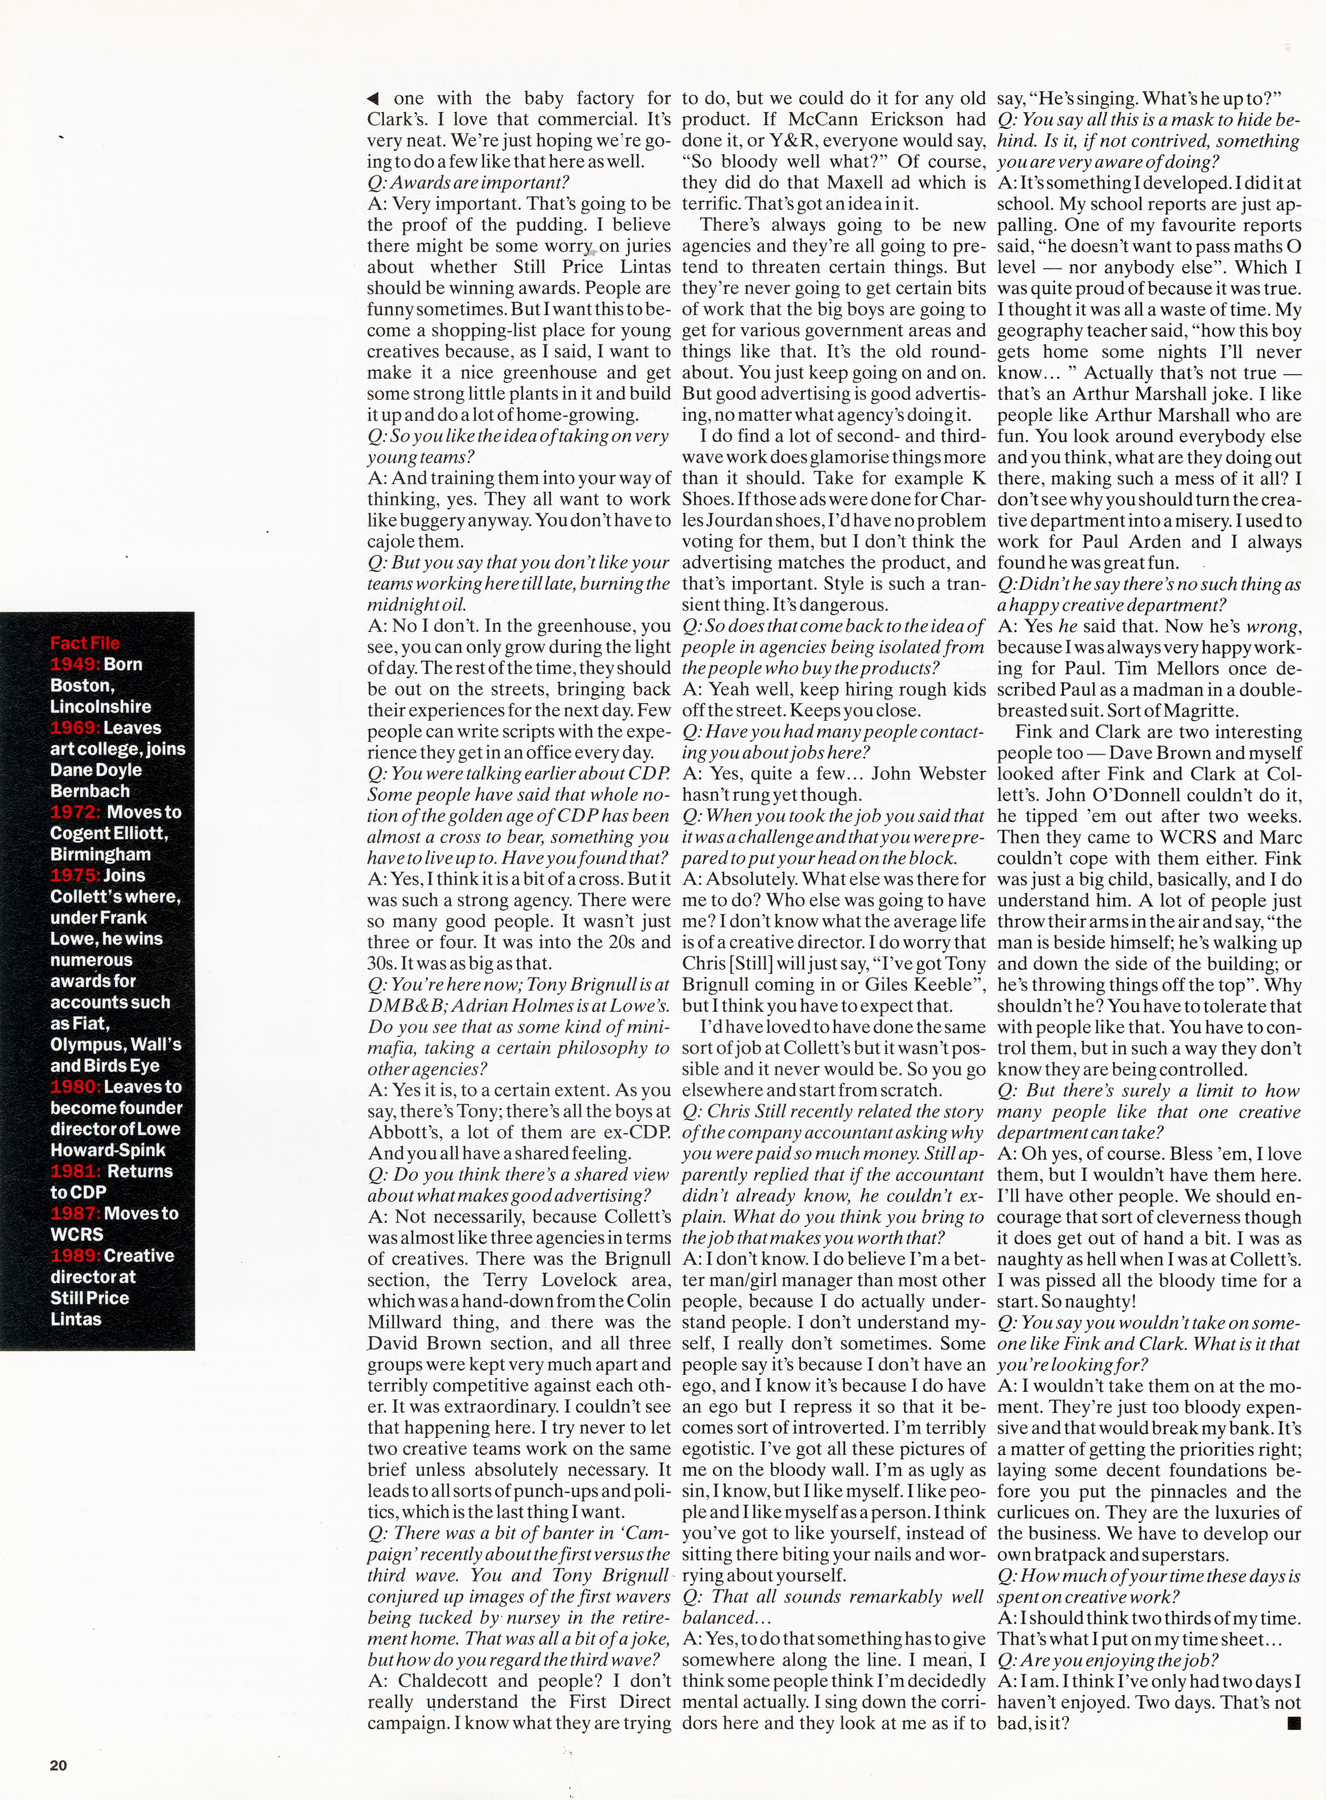 ◀ one with the baby factory for
Clark's. I love that commercial. It's
very neat. We're just hoping we're go-
ing to do a few like that here as well.
Q: Awards are important?
A: Very important. That's going to be
the proof of the pudding. I believe
there might be some worry on juries
about whether Still Price Lintas
should be winning awards. People are
funny sometimes. But I want this to be-
come a shopping-list place for young
creatives because, as I said, I want to
make it a nice greenhouse and get
some strong little plants in it and build
it up and do a lot of home-growing.
Q: So you like the idea of taking on very
young teams?
A: And training them into your way of
thinking, yes. They all want to work
like buggery anyway. You don't have to
cajole them.
Q: But you say that you don't like your
teams working here till late, burning the
midnight oil.
A: No I don't. In the greenhouse, you
see, you can only grow during the light
of day. The rest of the time, they should
be out on the streets, bringing back
their experiences for the next day. Few
people can write scripts with the expe-
rience they get in an office every day.
Q: You were talking earlier about CDP.
Some people have said that whole no-
tion of the golden age of CDP has been
almost a cross to bear, something you
have to live up to. Have you found that?
A: Yes, I think it is a bit of a cross. But it
was such a strong agency. There were
so many good people. It wasn't just
three or four. It was into the 20s and
30s. It was as big as that.
Q: You're here now; Tony Brignull is at
DMB&B; Adrian Holmes is at Lowe's.
Do you see that as some kind of mini-
mafia, taking a certain philosophy to
other agencies?
A: Yes it is, to a certain extent. As you
say, there's Tony; there's all the boys at
Abbott's, a lot of them are ex-CDP.
And you all have a shared feeling.
Q: Do you think there's a shared view
about what makes good advertising?
A: Not necessarily, because Collett's
was almost like three agencies in terms
of creatives. There was the Brignull
section, the Terry Lovelock area,
which was a hand-down from the Colin
Millward thing, and there was the
David Brown section, and all three
groups were kept very much apart and
terribly competitive against each oth-
er. It was extraordinary. I couldn't see
that happening here. I try never to let
two creative teams work on the same
brief unless absolutely necessary. It
leads to all sorts of punch-ups and poli-
tics, which is the last thing I want.
Q: There was a bit of banter in 'Cam-
paign' recently about the first versus the
third wave. You and Tony Brignull
conjured up images of the first wavers
being tucked by nursey in the retire-
ment home. That was all a bit of a joke,
but how do you regard the third wave?
A: Chaldecott and people? I don't
really understand the First Direct
campaign. I know what they are trying
to do, but we could do it for any old
product. If McCann Erickson had
done it, or Y&R, everyone would say,
"So bloody well what?" Of course,
they did do that Maxell ad which is
terrific. That's got an idea in it.
There's always going to be new
agencies and they're all going to pre-
tend to threaten certain things. But
they're never going to get certain bits
of work that the big boys are going to
get for various government areas and
things like that. It's the old round-
about. You just keep going on and on.
But good advertising is good advertis-
ing, no matter what agency's doing it.
I do find a lot of second- and third-
wave work does glamorise things more
than it should. Take for example K
Shoes. If those ads were done for Char-
les Jourdan shoes, I'd have no problem
voting for them, but I don't think the
advertising matches the product, and
that's important. Style is such a tran-
sient thing. It's dangerous.
Q: So does that come back to the idea of
people in agencies being isolated from
the people who buy the products?
A: Yeah well, keep hiring rough kids
off the street. Keeps you close.
Q: Have you had many people contact-
ing you about jobs here?
A: Yes, quite a few... John Webster
hasn't rung yet though.
Q: When you took the job you said that
it was a challenge and that you were pre-
pared to put your head on the block.
A: Absolutely. What else was there for
me to do? Who else was going to have
me? I don't know what the average life
is of a creative director. I do worry that
Chris [Still] will just say, "I've got Tony
Brignull coming in or Giles Keeble",
but I think you have to expect that.
I'd have loved to have done the same
sort of job at Collett's but it wasn't pos-
sible and it never would be. So you go
elsewhere and start from scratch.
Q: Chris Still recently related the story
of the company accountant asking why
you were paid so much money. Still ap-
parently replied that if the accountant
didn't already know, he couldn't ex-
plain. What do you think you bring to
the job that makes you worth that?
A: I don't know. I do believe I'm a bet-
ter man/girl manager than most other
people, because I do actually under-
stand people. I don't understand my-
self, I really don't sometimes. Some
people say it's because I don't have an
ego, and I know it's because I do have
an ego but I repress it so that it be-
comes sort of introverted. I'm terribly
egotistic. I've got all these pictures of
me on the bloody wall. I'm as ugly as
sin, I know, but I like myself. I like peo-
ple and I like myself as a person. I think
you've got to like yourself, instead of
sitting there biting your nails and wor-
rying about yourself.
Q: That all sounds remarkably well
balanced...
A: Yes, to do that something has to give
somewhere along the line. I mean, I
think some people think I'm decidedly
mental actually. I sing down the corri-
dors here and they look at me as if to
say, "He's singing. What's he up to?"
Q: You say all this is a mask to hide be-
hind. Is it, if not contrived, something
you are very aware of doing?
A: It's something I developed. I did it at
school. My school reports are just ap-
palling. One of my favourite reports
said, "he doesn't want to pass maths O
level — nor anybody else". Which I
was quite proud of because it was true.
I thought it was all a waste of time. My
geography teacher said, "how this boy
gets home some nights I'll never
know... " Actually that's not true —
that's an Arthur Marshall joke. I like
people like Arthur Marshall who are
fun. You look around everybody else
and you think, what are they doing out
there, making such a mess of it all? I
don't see why you should turn the crea-
tive department into a misery. I used to
work for Paul Arden and I always
found he was great fun.
Q: Didn't he say there's no such thing as
a happy creative department?
A: Yes he said that. Now he's wrong,
because I was always very happy work-
ing for Paul. Tim Mellors once de-
scribed Paul as a madman in a double-
breasted suit. Sort of Magritte.
Fink and Clark are two interesting
people too — Dave Brown and myself
looked after Fink and Clark at Col-
lett's. John O'Donnell couldn't do it,
he tipped 'em out after two weeks.
Then they came to WCRS and Marc
couldn't cope with them either. Fink
was just a big child, basically, and I do
understand him. A lot of people just
throw their arms in the air and say, "the
man is beside himself; he's walking up
and down the side of the building; or
he's throwing things off the top". Why
shouldn't he? You have to tolerate that
with people like that. You have to con-
trol them, but in such a way they don't
know they are being controlled.
Q: But there's surely a limit to how
many people like that one creative
department can take?
A: Oh yes, of course. Bless 'em, I love
them, but I wouldn't have them here.
I'll have other people. We should en-
courage that sort of cleverness though
it does get out of hand a bit. I was as
naughty as hell when I was at Collett's.
I was pissed all the bloody time for a
start. So naughty!
Q: You say you wouldn't take on some-
one like Fink and Clark. What is it that
you're looking for?
A: I wouldn't take them on at the mo-
ment. They're just too bloody expen-
sive and that would break my bank. It's
a matter of getting the priorities right;
laying some decent foundations be-
fore you put the pinnacles and the
curlicues on. They are the luxuries of
the business. We have to develop our
own bratpack and superstars.
Q: How much of your time these days is
spent on creative work?
A: I should think two thirds of my time.
That's what I put on my time sheet...
Q: Are you enjoying the job?
A: I am. I think I've only had two days I
haven't enjoyed. Two days. That's not
bad, is it? ■
Fact File
1949: Born
Boston,
Lincolnshire
1969: Leaves
art college, joins
Dane Doyle
Bernbach
1972: Moves to
Cogent Elliott,
Birmingham
1975: Joins
Collett's where,
under Frank
Lowe, he wins
numerous
awards for
accounts such
as Fiat,
Olympus, Wall's
and Birds Eye
1980: Leaves to
become founder
director of Lowe
Howard-Spink
1981: Returns
to CDP
1987: Moves to
WCRS
1989: Creative
director at
Still Price
Lintas
20